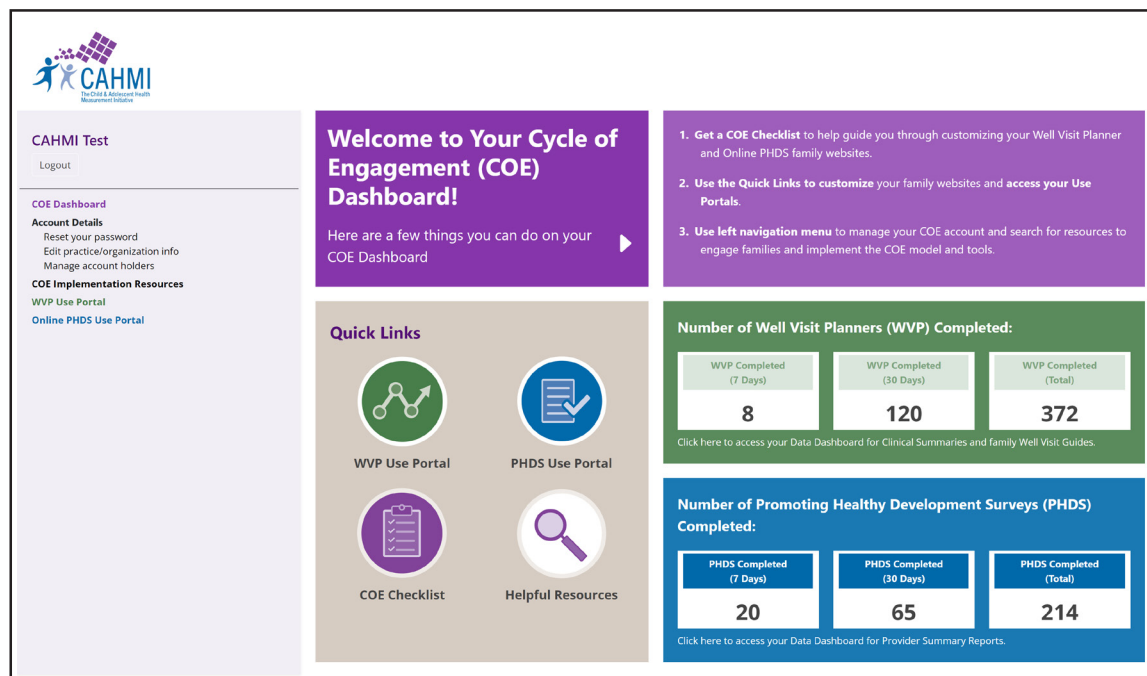 CAHMI
The Child & Adolescent Health
Measurement Initiative
CAHMI Test
Logout
COE Dashboard
Account Details
Reset your password
Edit practice/organization info
Manage account holders
COE Implementation Resources
WVP Use Portal
Online PHDS Use Portal
Welcome to Your Cycle of
Engagement (COE)
Dashboard!
Here are a few things you can do on your
COE Dashboard
1. Get a COE Checklist to help guide you through customizing your Well Visit Planner
and Online PHDS family websites.
2. Use the Quick Links to customize your family websites and access your Use
Portals.
3. Use left navigation menu to manage your COE account and search for resources to
engage families and implement the COE model and tools.
Quick Links
WVP Use Portal
PHDS Use Portal
COE Checklist
Helpful Resources
Number of Well Visit Planners (WVP) Completed:
WVP Completed
(7 Days)
8
WVP Completed
(30 Days)
120
WVP Completed
(Total)
372
Click here to access your Data Dashboard for Clinical Summaries and family Well Visit Guides.
Number of Promoting Healthy Development Surveys (PHDS)
Completed:
PHDS Completed
(7 Days)
20
PHDS Completed
(30 Days)
65
PHDS Completed
(Total)
214
Click here to access your Data Dashboard for Provider Summary Reports.